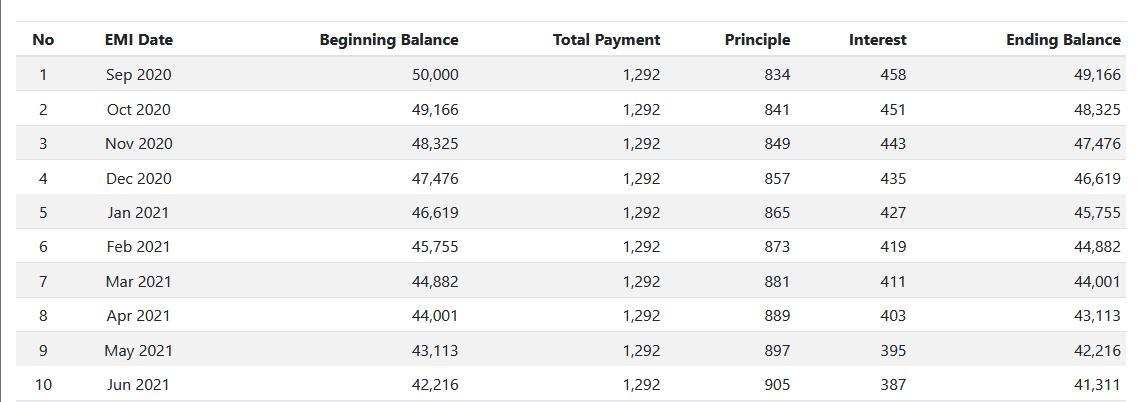 No EMI Date Beginning Balance Total Payment Principle Interest Ending Balance
1 Sep 2020 50,000 1,292 834 458 49,166
2 Oct 2020 49,166 1,292 841 451 48,325
3 Nov 2020 48,325 1,292 849 443 47,476
4 Dec 2020 47,476 1,292 857 435 46,619
5 Jan 2021 46,619 1,292 865 427 45,755
6 Feb 2021 45,755 1,292 873 419 44,882
7 Mar 2021 44,882 1,292 881 411 44,001
8 Apr 2021 44,001 1,292 889 403 43,113
9 May 2021 43,113 1,292 897 395 42,216
10 Jun 2021 42,216 1,292 905 387 41,311